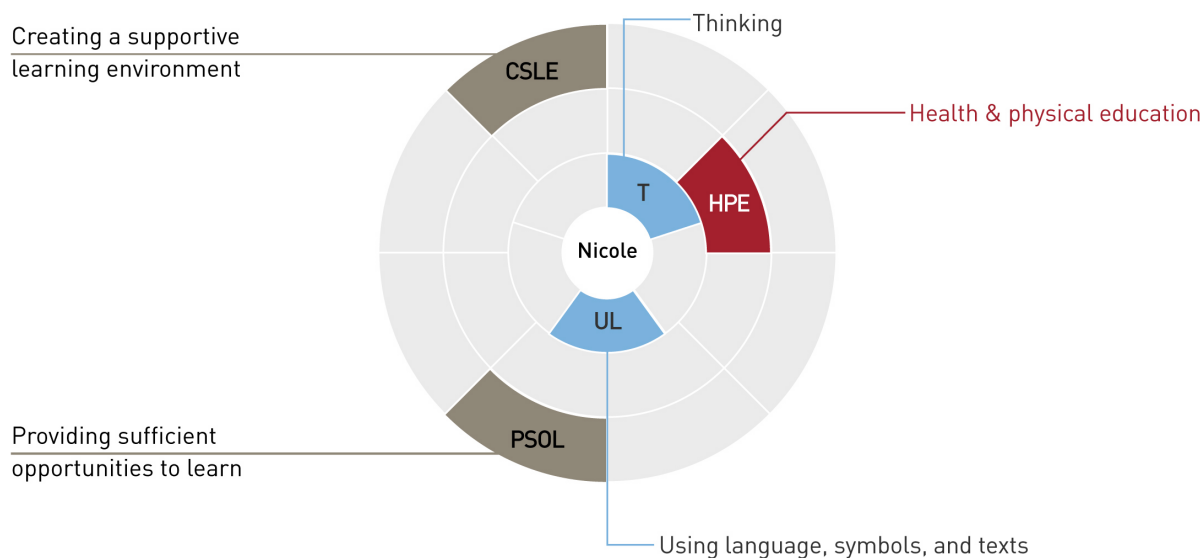 Thinking
Creating a supportive
learning environment
CSLE
Health & physical education
T
HPE
Nicole
UL
Providing sufficient
opportunities to learn
PSOL
Using language, symbols, and texts